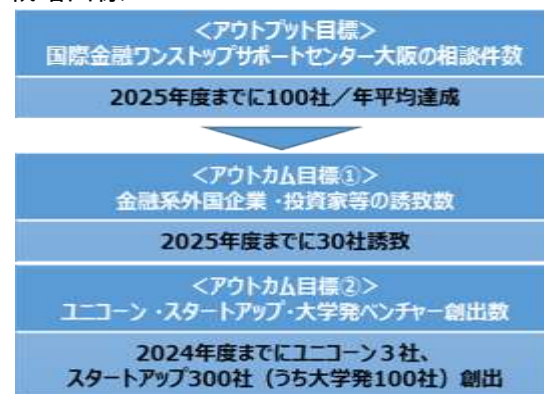 ＜アウトプット目標＞
国際金融ワンストップサポートセンター大阪の相談件数
2025年度までに100社／年平均達成
＜アウトカム目標①＞
金融系外国企業・投資家等の誘致数
2025年度までに30社誘致
＜アウトカム目標②＞
ユニコーン・スタートアップ・大学発ベンチャー創出数
2024年度までにユニコーン３社、
スタートアップ300社（うち大学発100社）創出